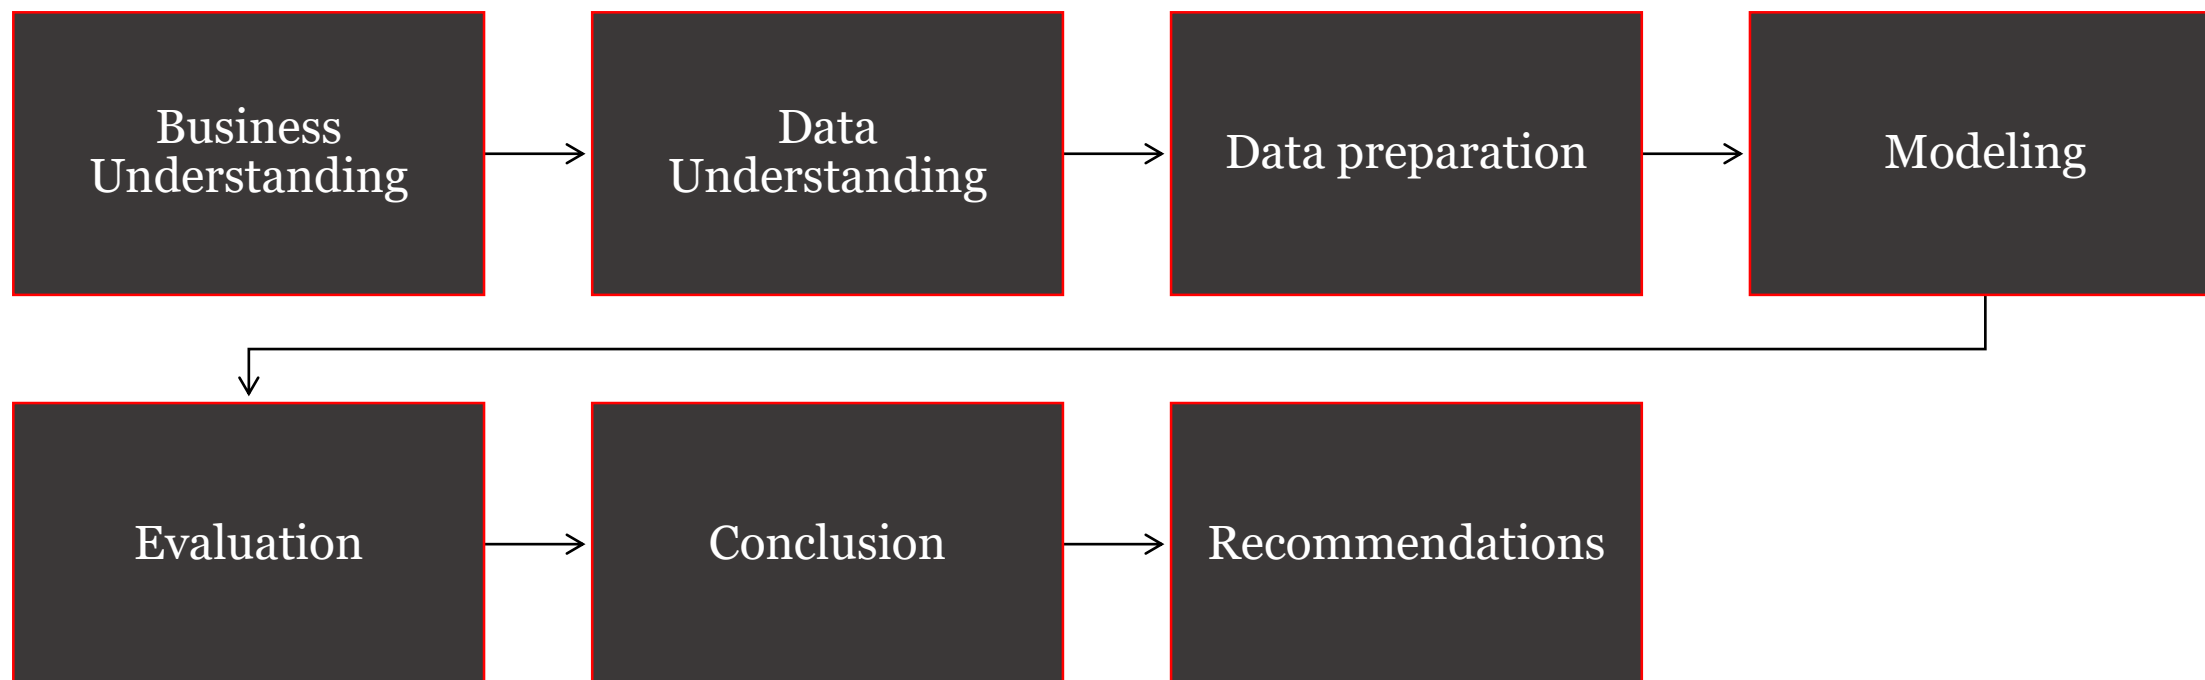 Business
Understanding
Data
Understanding
Data preparation
Modeling
Evaluation
Conclusion
Recommendations